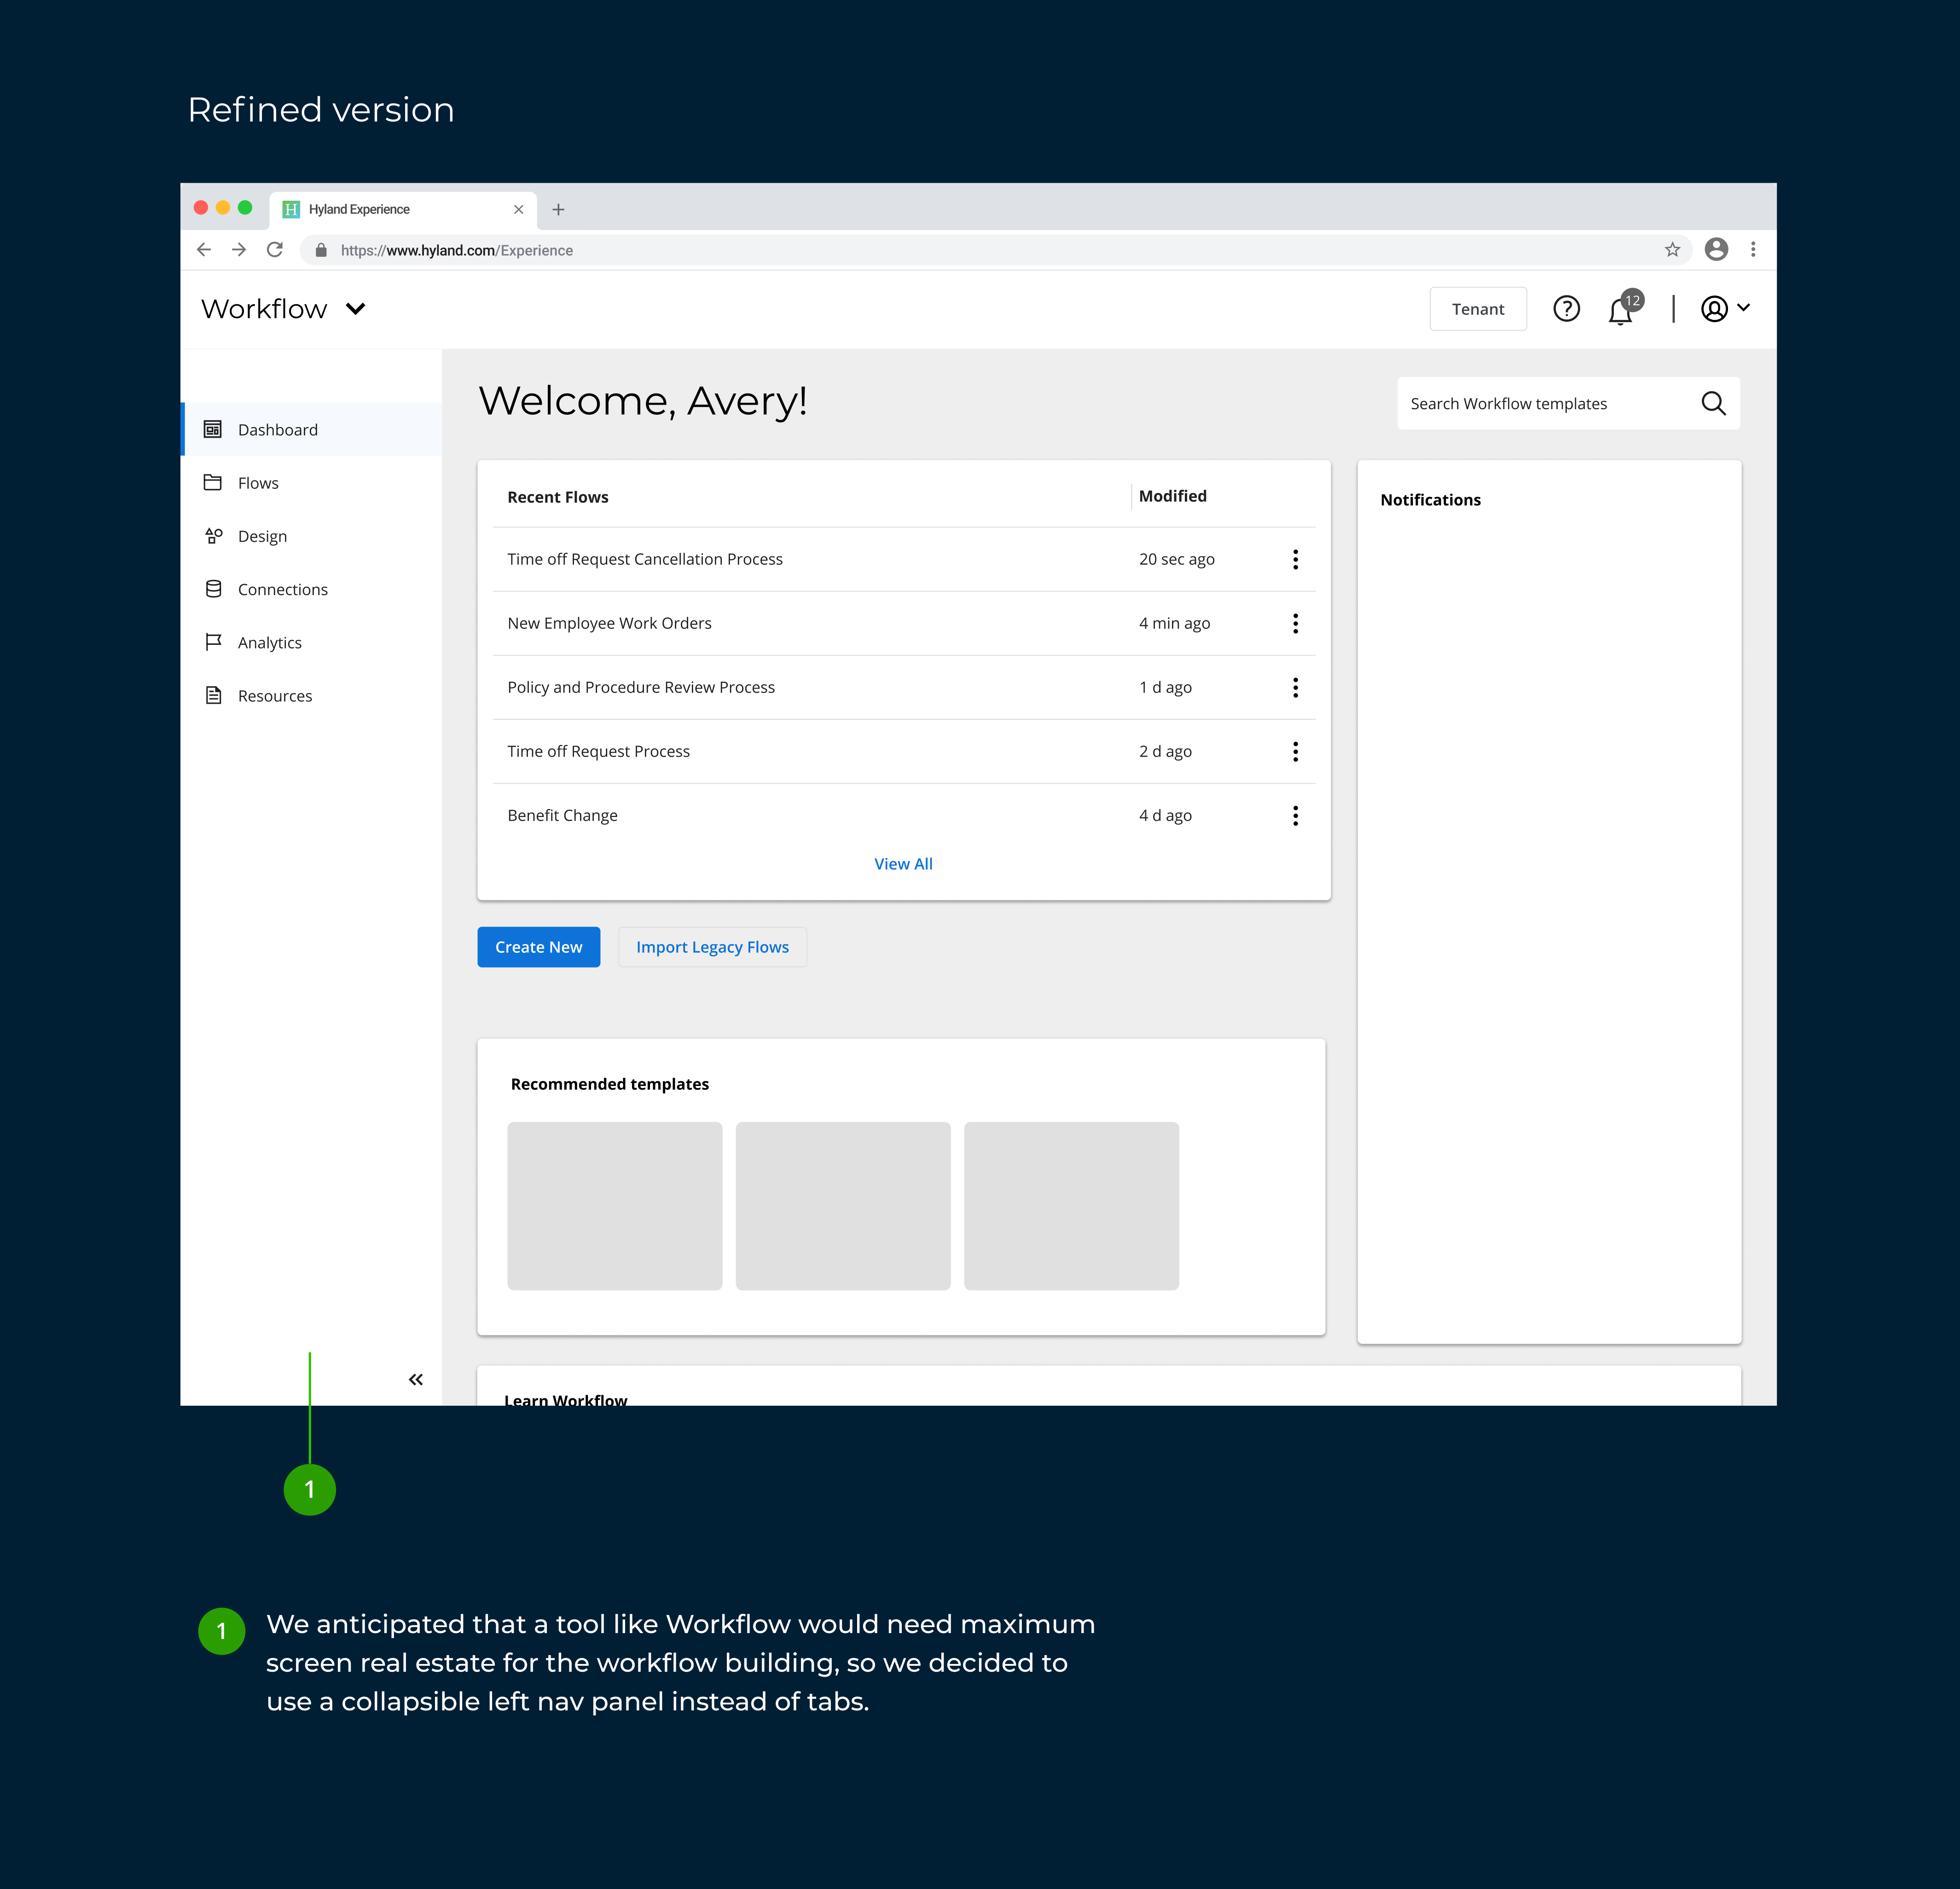 Refined version
H Hyland Experience
https://www.hyland.com/Experience
Workflow
Tenant
12
Dashboard
Flows
Design
Connections
Analytics
Resources
Welcome, Avery!
Search Workflow templates
Recent Flows Modified
Time off Request Cancellation Process 20 sec ago
New Employee Work Orders 4 min ago
Policy and Procedure Review Process 1 d ago
Time off Request Process 2 d ago
Benefit Change 4 d ago
View All
Create New
Import Legacy Flows
Notifications
Recommended templates
Learn Workflow
1
1
We anticipated that a tool like Workflow would need maximum
screen real estate for the workflow building, so we decided to
use a collapsible left nav panel instead of tabs.